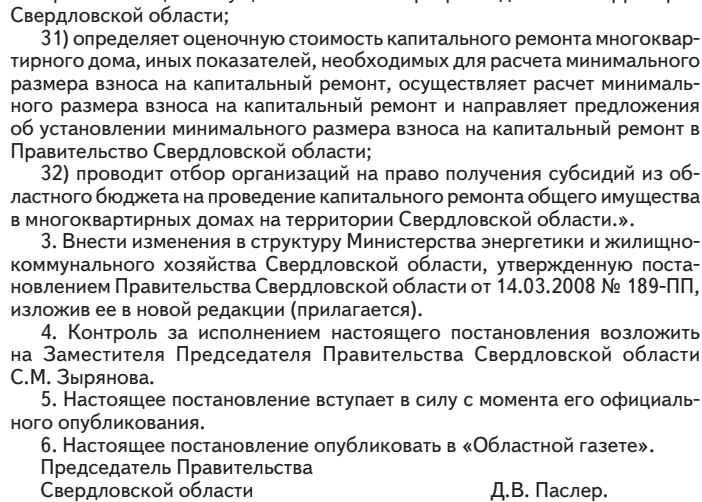 Свердловской области;
31) определяет оценочную стоимость капитального ремонта многоквар-
тирного дома, иных показателей, необходимых для расчета минимального
размера взноса на капитальный ремонт, осуществляет расчет минималь-
ного размера взноса на капитальный ремонт и направляет предложения
об установлении минимального размера взноса на капитальный ремонт в
Правительство Свердловской области;
32) проводит отбор организаций на право получения субсидий из об-
ластного бюджета на проведение капитального ремонта общего имущества
в многоквартирных домах на территории Свердловской области.».
3. Внести изменения в структуру Министерства энергетики и жилищно-
коммунального хозяйства Свердловской области, утвержденную поста-
новлением Правительства Свердловской области от 14.03.2008 № 189-ПП,
изложив ее в новой редакции (прилагается).
4. Контроль за исполнением настоящего постановления возложить
на Заместителя Председателя Правительства Свердловской области
С.М. Зырянова.
5. Настоящее постановление вступает в силу с момента его официаль-
ного опубликования.
6. Настоящее постановление опубликовать в «Областной газете».
Председатель Правительства
Свердловской области Д.В. Паслер.